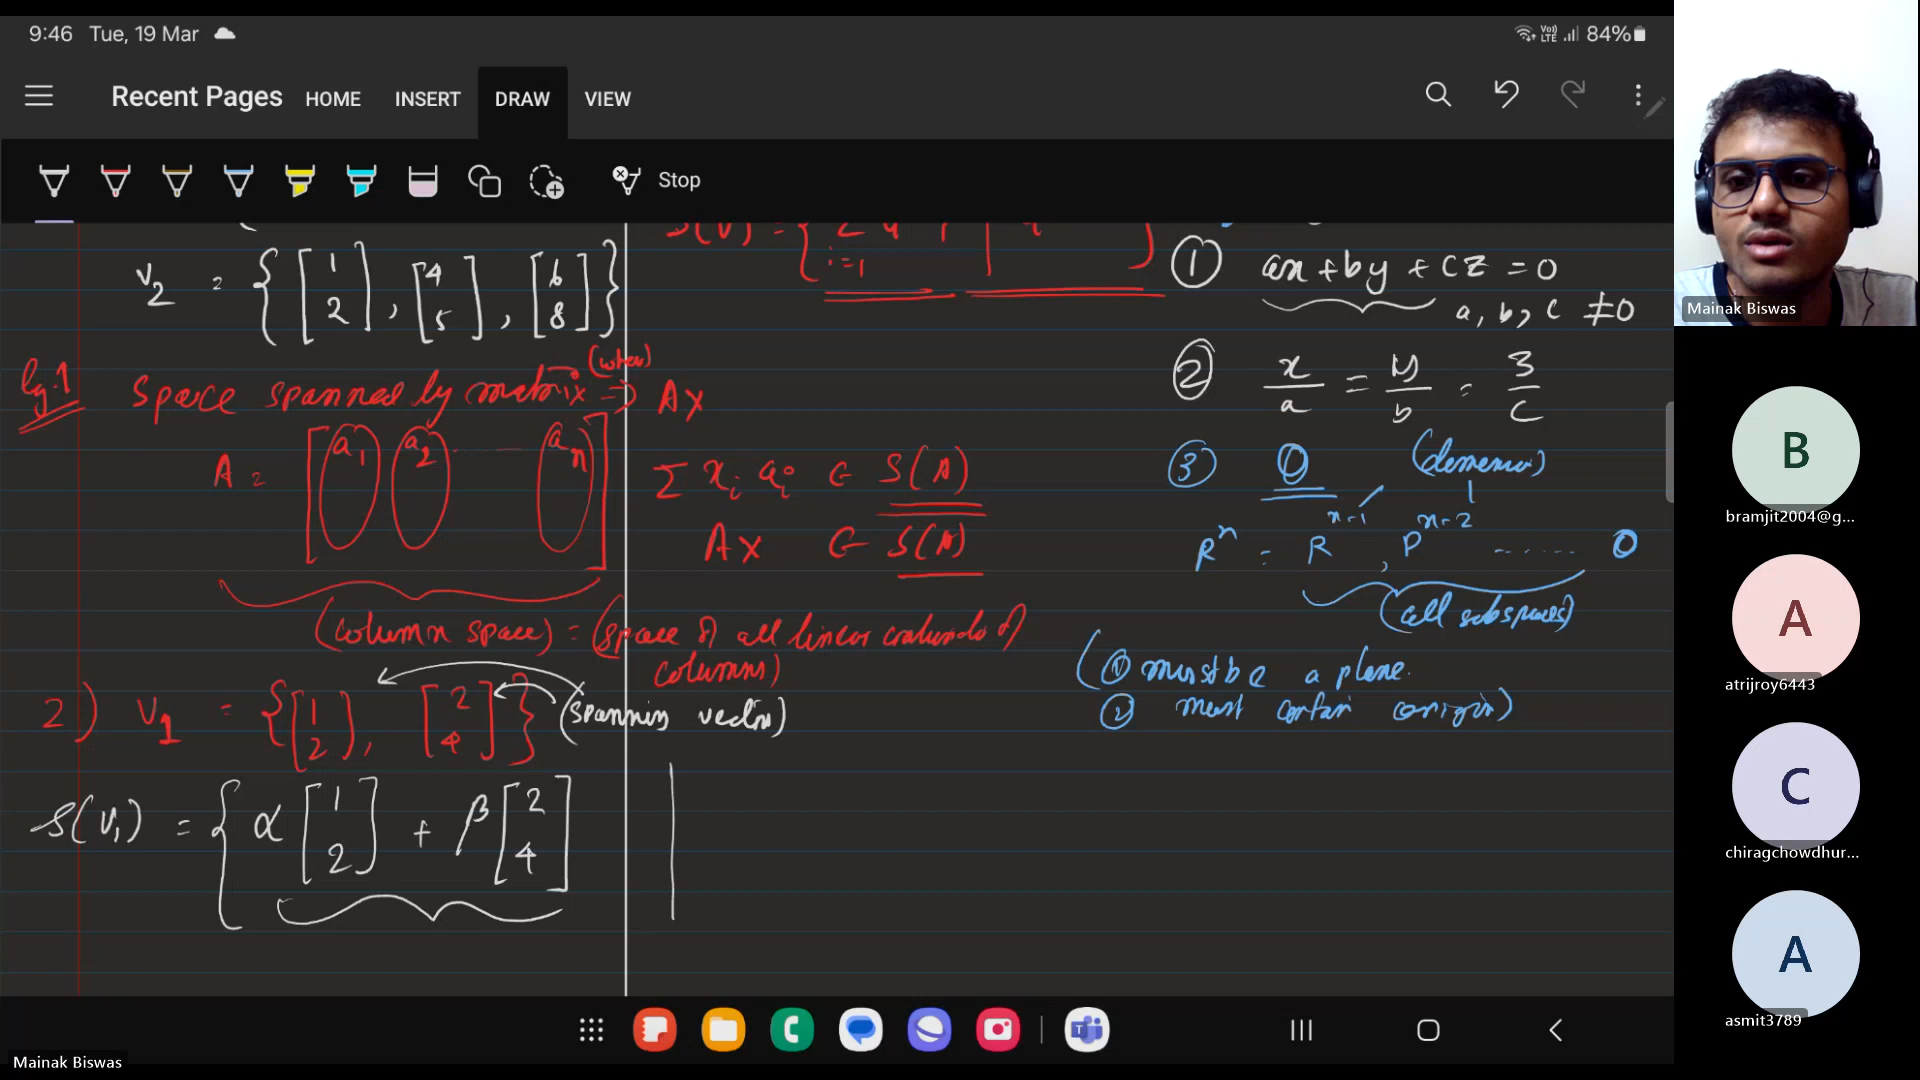 9:46 Tue, 19 Mar
Vo) LTE 84%
Recent Pages HOME INSERT DRAW VIEW
Stop
V2 = { [1 2], [4 5], [6 8] }
S(V) = {
i=1
Eg.1 Space spanned by matrix (when) => AX
A = [a1 a2 ..... an]
Σ xi ai ∈ S(A)
AX ∈ S(A)
(column space) = (space of all linear of columns)
2) V1 = { [1 2], [2 4] } (spanning vector)
S(V1) = { α [1 2] + β [2 4] |
① ax + by + cz = 0
a, b, c ≠ 0
② x/a = y/b = z/c
③ 0
R^n = R^n-1, R^n-2 ...... 0
(all subspaces)
(① must be a plane.
② must contain origin)
Mainak Biswas
B
bramjit2004@g...
A
atrijroy6443
C
chiragchowdhur...
A
asmit3789
Mainak Biswas